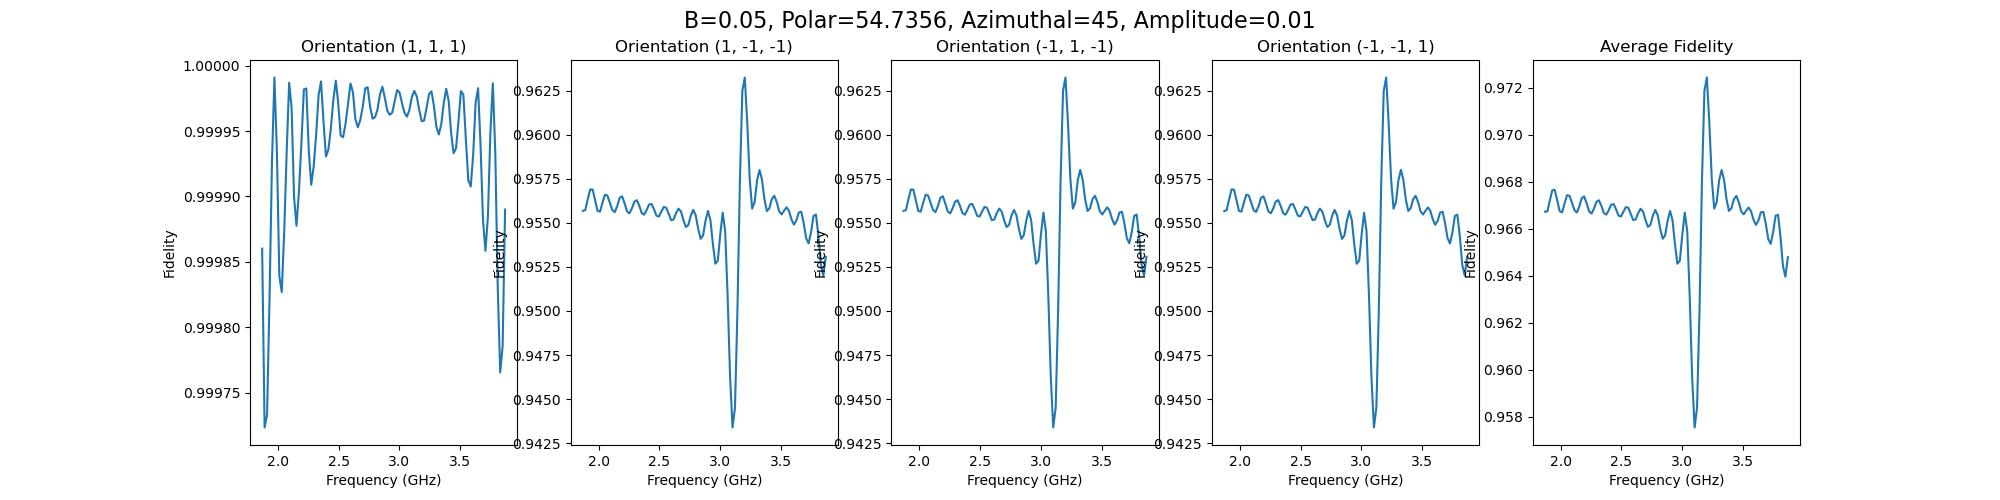 B=0.05, Polar=54.7356, Azimuthal=45, Amplitude=0.01
Orientation (1, 1, 1)
1.00000
0.99995
0.99990
0.99985
0.99980
0.99975
Fidelity
2.0 2.5 3.0 3.5
Frequency (GHz)
Orientation (1, -1, -1)
0.9625
0.9600
0.9575
0.9550
0.9525
0.9500
0.9475
0.9450
0.9425
Fidelity
2.0 2.5 3.0 3.5
Frequency (GHz)
Orientation (-1, 1, -1)
0.9625
0.9600
0.9575
0.9550
0.9525
0.9500
0.9475
0.9450
0.9425
Fidelity
2.0 2.5 3.0 3.5
Frequency (GHz)
Orientation (-1, -1, 1)
0.9625
0.9600
0.9575
0.9550
0.9525
0.9500
0.9475
0.9450
0.9425
Fidelity
2.0 2.5 3.0 3.5
Frequency (GHz)
Average Fidelity
0.972
0.970
0.968
0.966
0.964
0.962
0.960
0.958
Fidelity
2.0 2.5 3.0 3.5
Frequency (GHz)